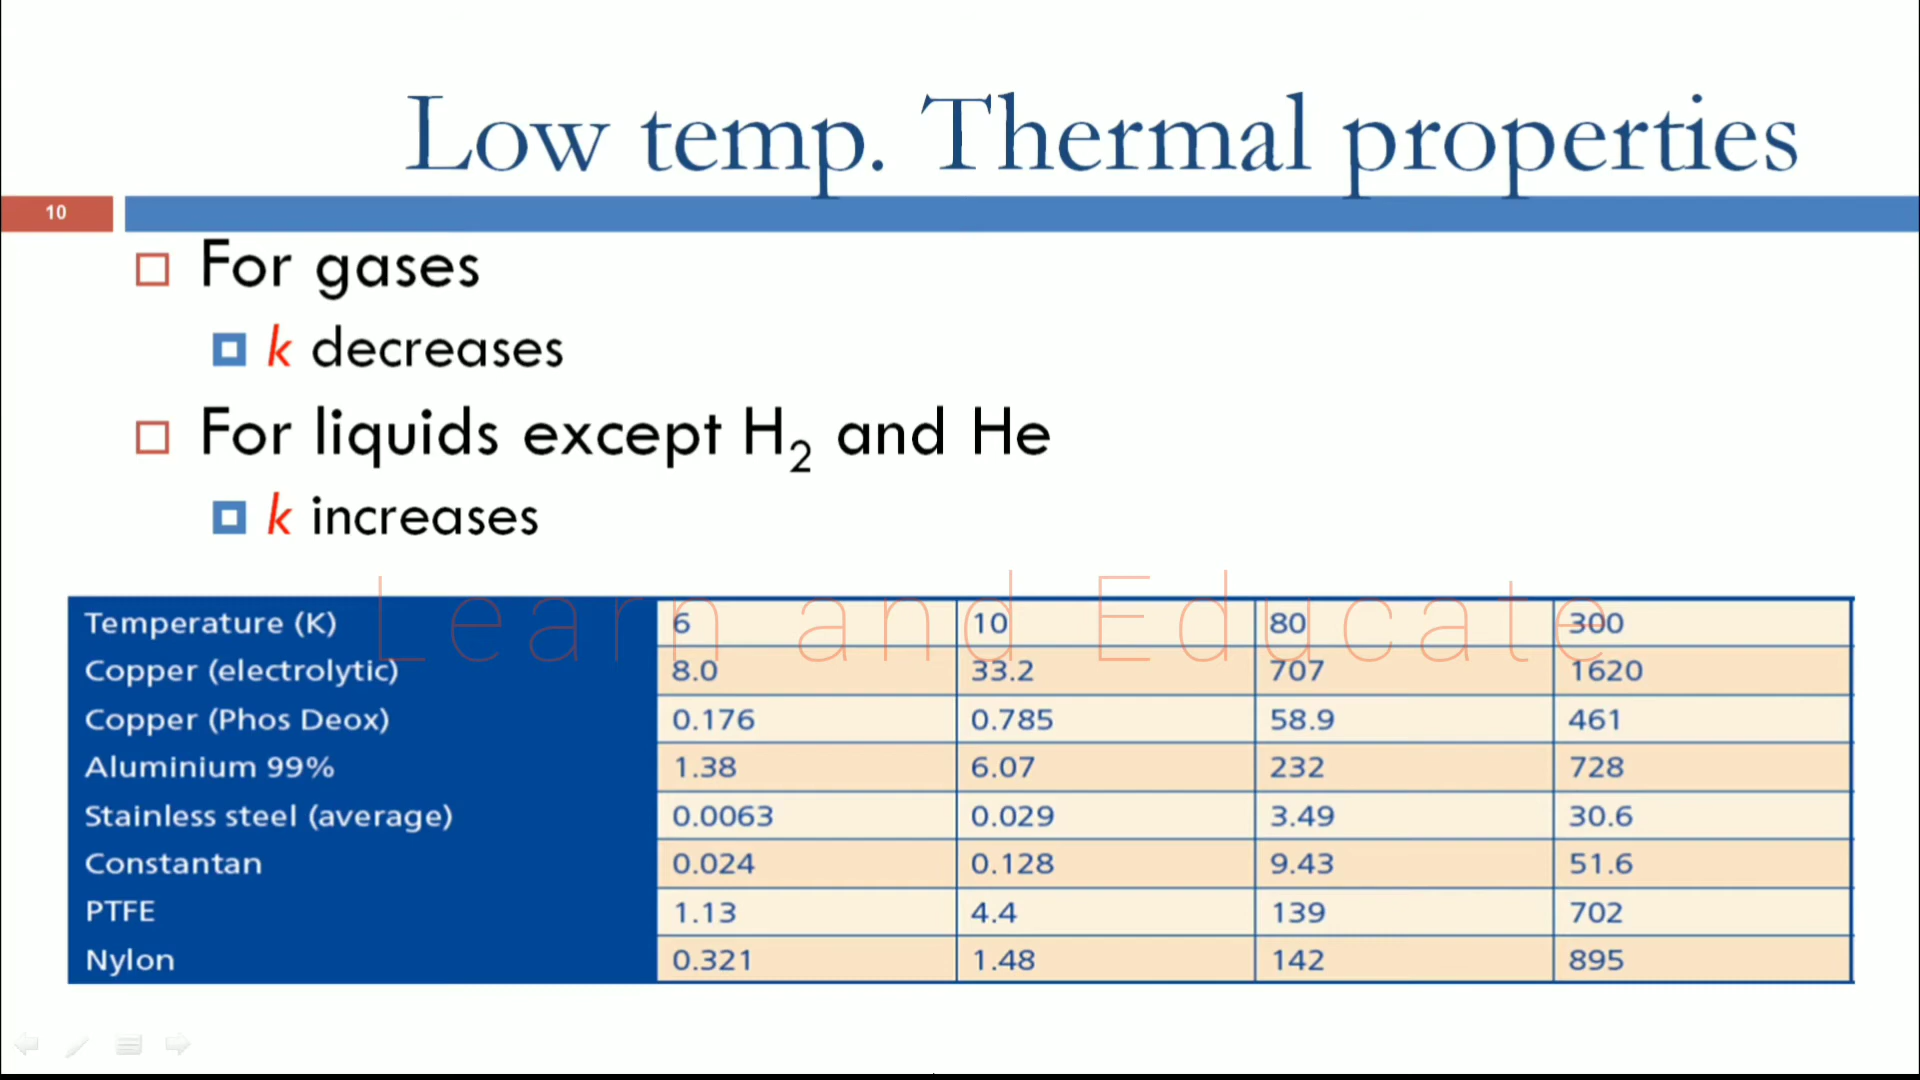 Low temp. Thermal properties
10
For gases
k decreases
For liquids except H₂ and He
k increases
Learn and Educate
Temperature (K) 6 10 80 300
Copper (electrolytic) 8.0 33.2 707 1620
Copper (Phos Deox) 0.176 0.785 58.9 461
Aluminium 99% 1.38 6.07 232 728
Stainless steel (average) 0.0063 0.029 3.49 30.6
Constantan 0.024 0.128 9.43 51.6
PTFE 1.13 4.4 139 702
Nylon 0.321 1.48 142 895